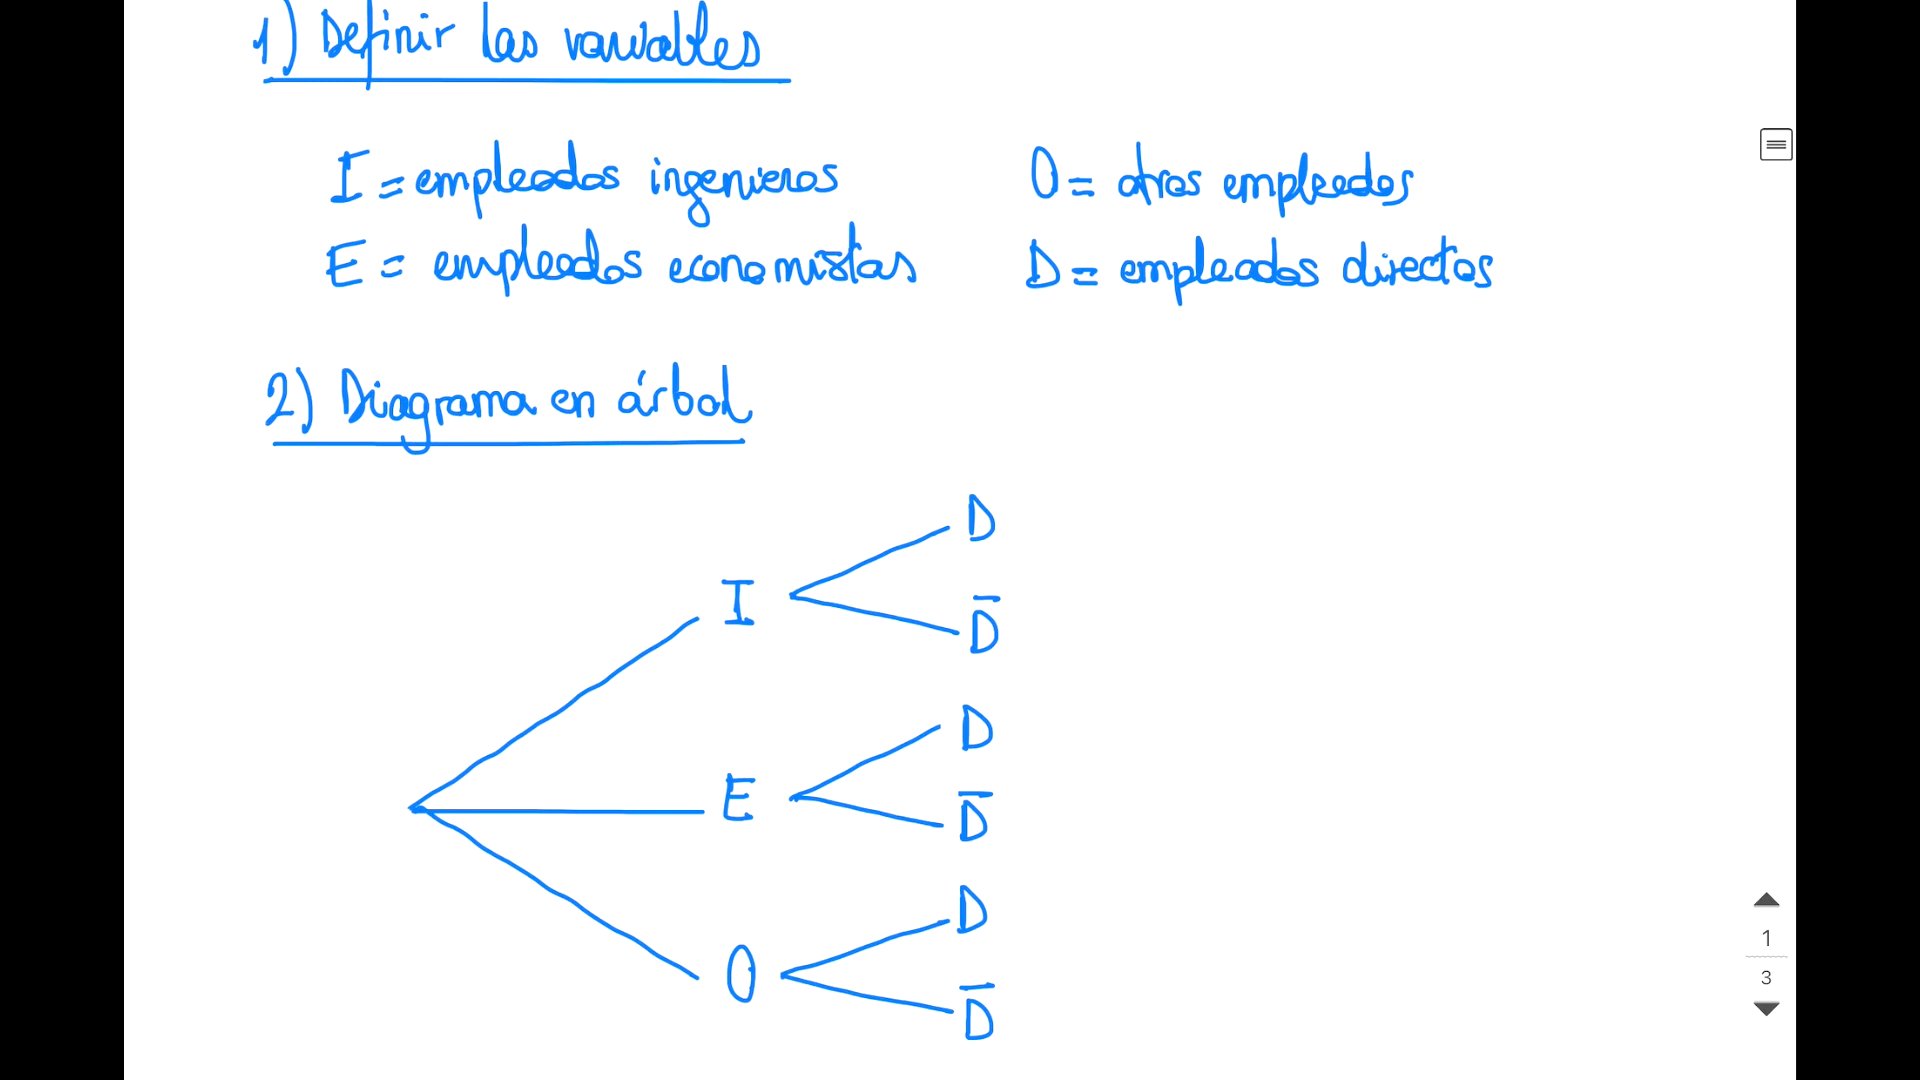 1) Definir las variables
I = empleados ingenieros
O = otros empleados
E = empleados economistas
D = empleados directos
2) Diagrama en árbol
D
I
D̅
D
E
D̅
D
O
D̅
1
3